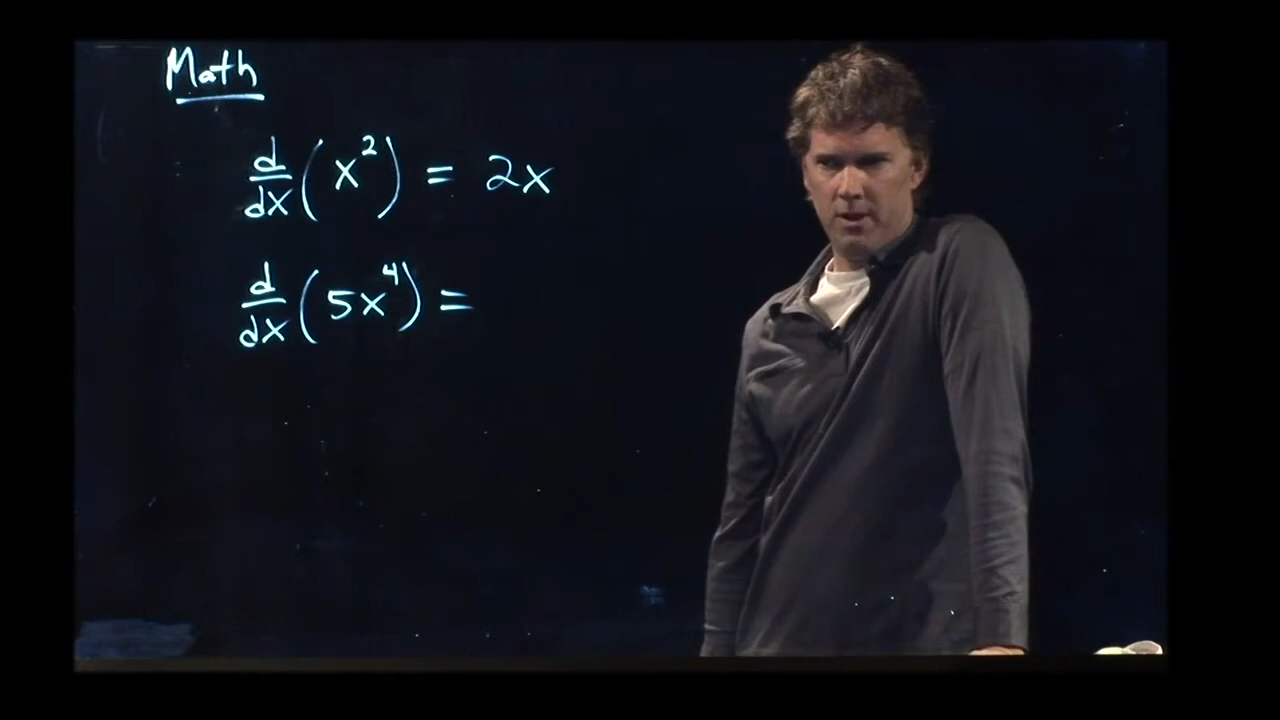 Math
d/dx (x²) = 2x
d/dx (5x⁴) =